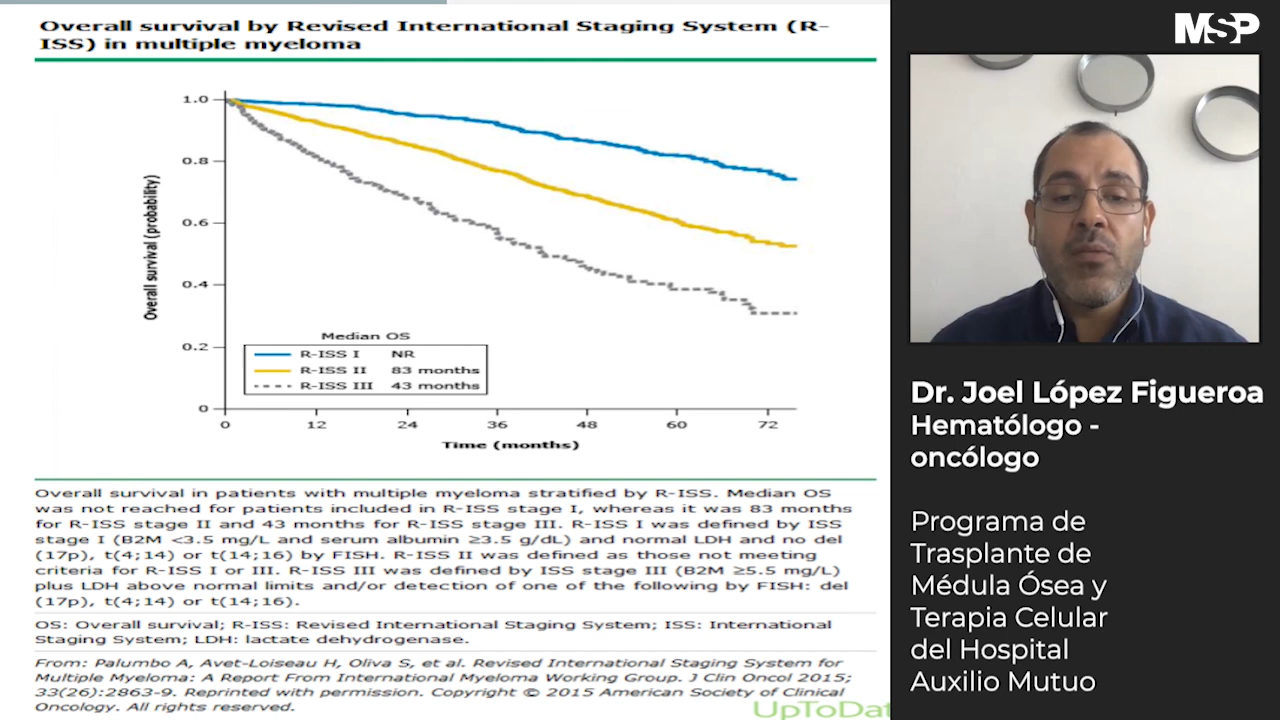 Overall survival by Revised International Staging System (R-
ISS) in multiple myeloma
1.0
0.8
0.6
0.4
0.2
0
Overall survival (probability)
Median OS
R-ISS I NR
R-ISS II 83 months
R-ISS III 43 months
0 12 24 36 48 60 72
Time (months)
Overall survival in patients with multiple myeloma stratified by R-ISS. Median OS
was not reached for patients included in R-ISS stage I, whereas it was 83 months
for R-ISS stage II and 43 months for R-ISS stage III. R-ISS I was defined by ISS
stage I (B2M <3.5 mg/L and serum albumin ≥3.5 g/dL) and normal LDH and no del
(17p), t(4;14) or t(14;16) by FISH. R-ISS II was defined as those not meeting
criteria for R-ISS I or III. R-ISS III was defined by ISS stage III (B2M ≥5.5 mg/L)
plus LDH above normal limits and/or detection of one of the following by FISH: del
(17p), t(4;14) or t(14;16).
OS: Overall survival; R-ISS: Revised International Staging System; ISS: International
Staging System; LDH: lactate dehydrogenase.
From: Palumbo A, Avet-Loiseau H, Oliva S, et al. Revised International Staging System for
Multiple Myeloma: A Report From International Myeloma Working Group. J Clin Oncol 2015;
33(26):2863-9. Reprinted with permission. Copyright © 2015 American Society of Clinical
Oncology. All rights reserved.
UpToDat
MSP
Dr. Joel López Figueroa
Hematólogo -
oncólogo
Programa de
Trasplante de
Médula Ósea y
Terapia Celular
del Hospital
Auxilio Mutuo